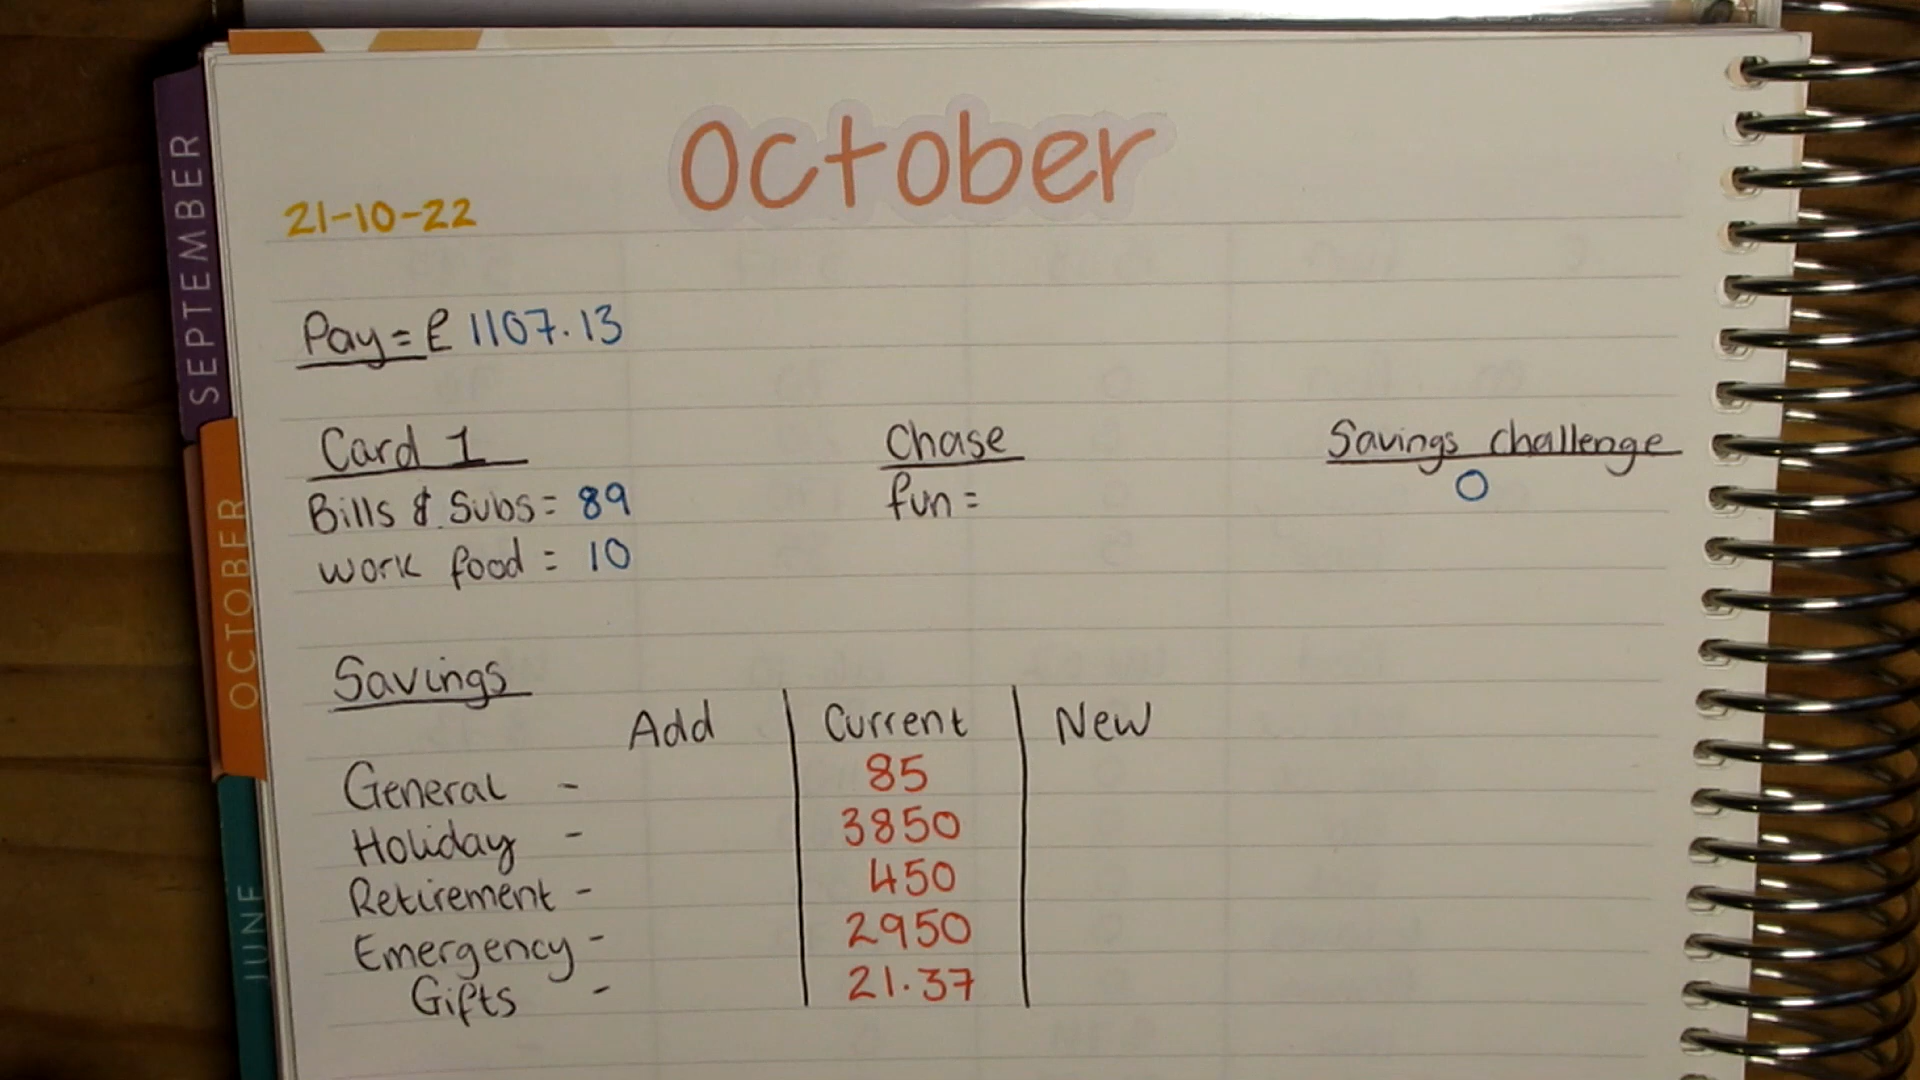 October
21-10-22
Pay = £ 1107.13
Card 1
Bills & Subs = 89
work food = 10
Chase
fun =
Savings challenge
0
Savings
Add | Current | New
General - 85
Holiday - 3850
Retirement - 450
Emergency - 2950
Gifts - 21.37
SEPTEMBER
OCTOBER
JUNE